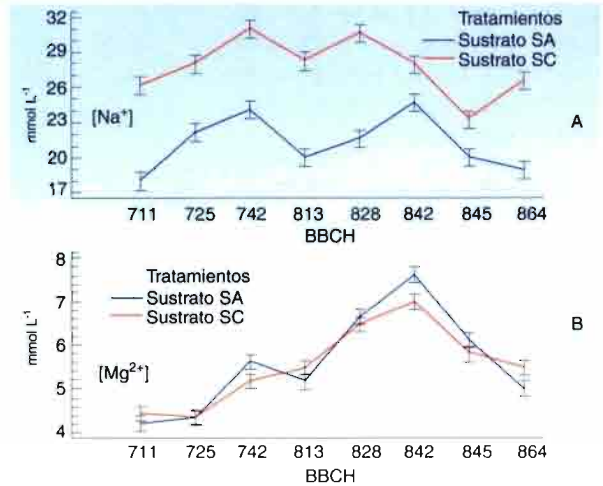 32
29
26
23
20
17
mmol L⁻¹
[Na⁺]
Tratamientos
Sustrato SA
Sustrato SC
A
711 725 742 813 828 842 845 864
BBCH
8
7
6
5
4
mmol L⁻¹
Tratamientos
Sustrato SA
Sustrato SC
[Mg²⁺]
B
711 725 742 813 828 842 845 864
BBCH